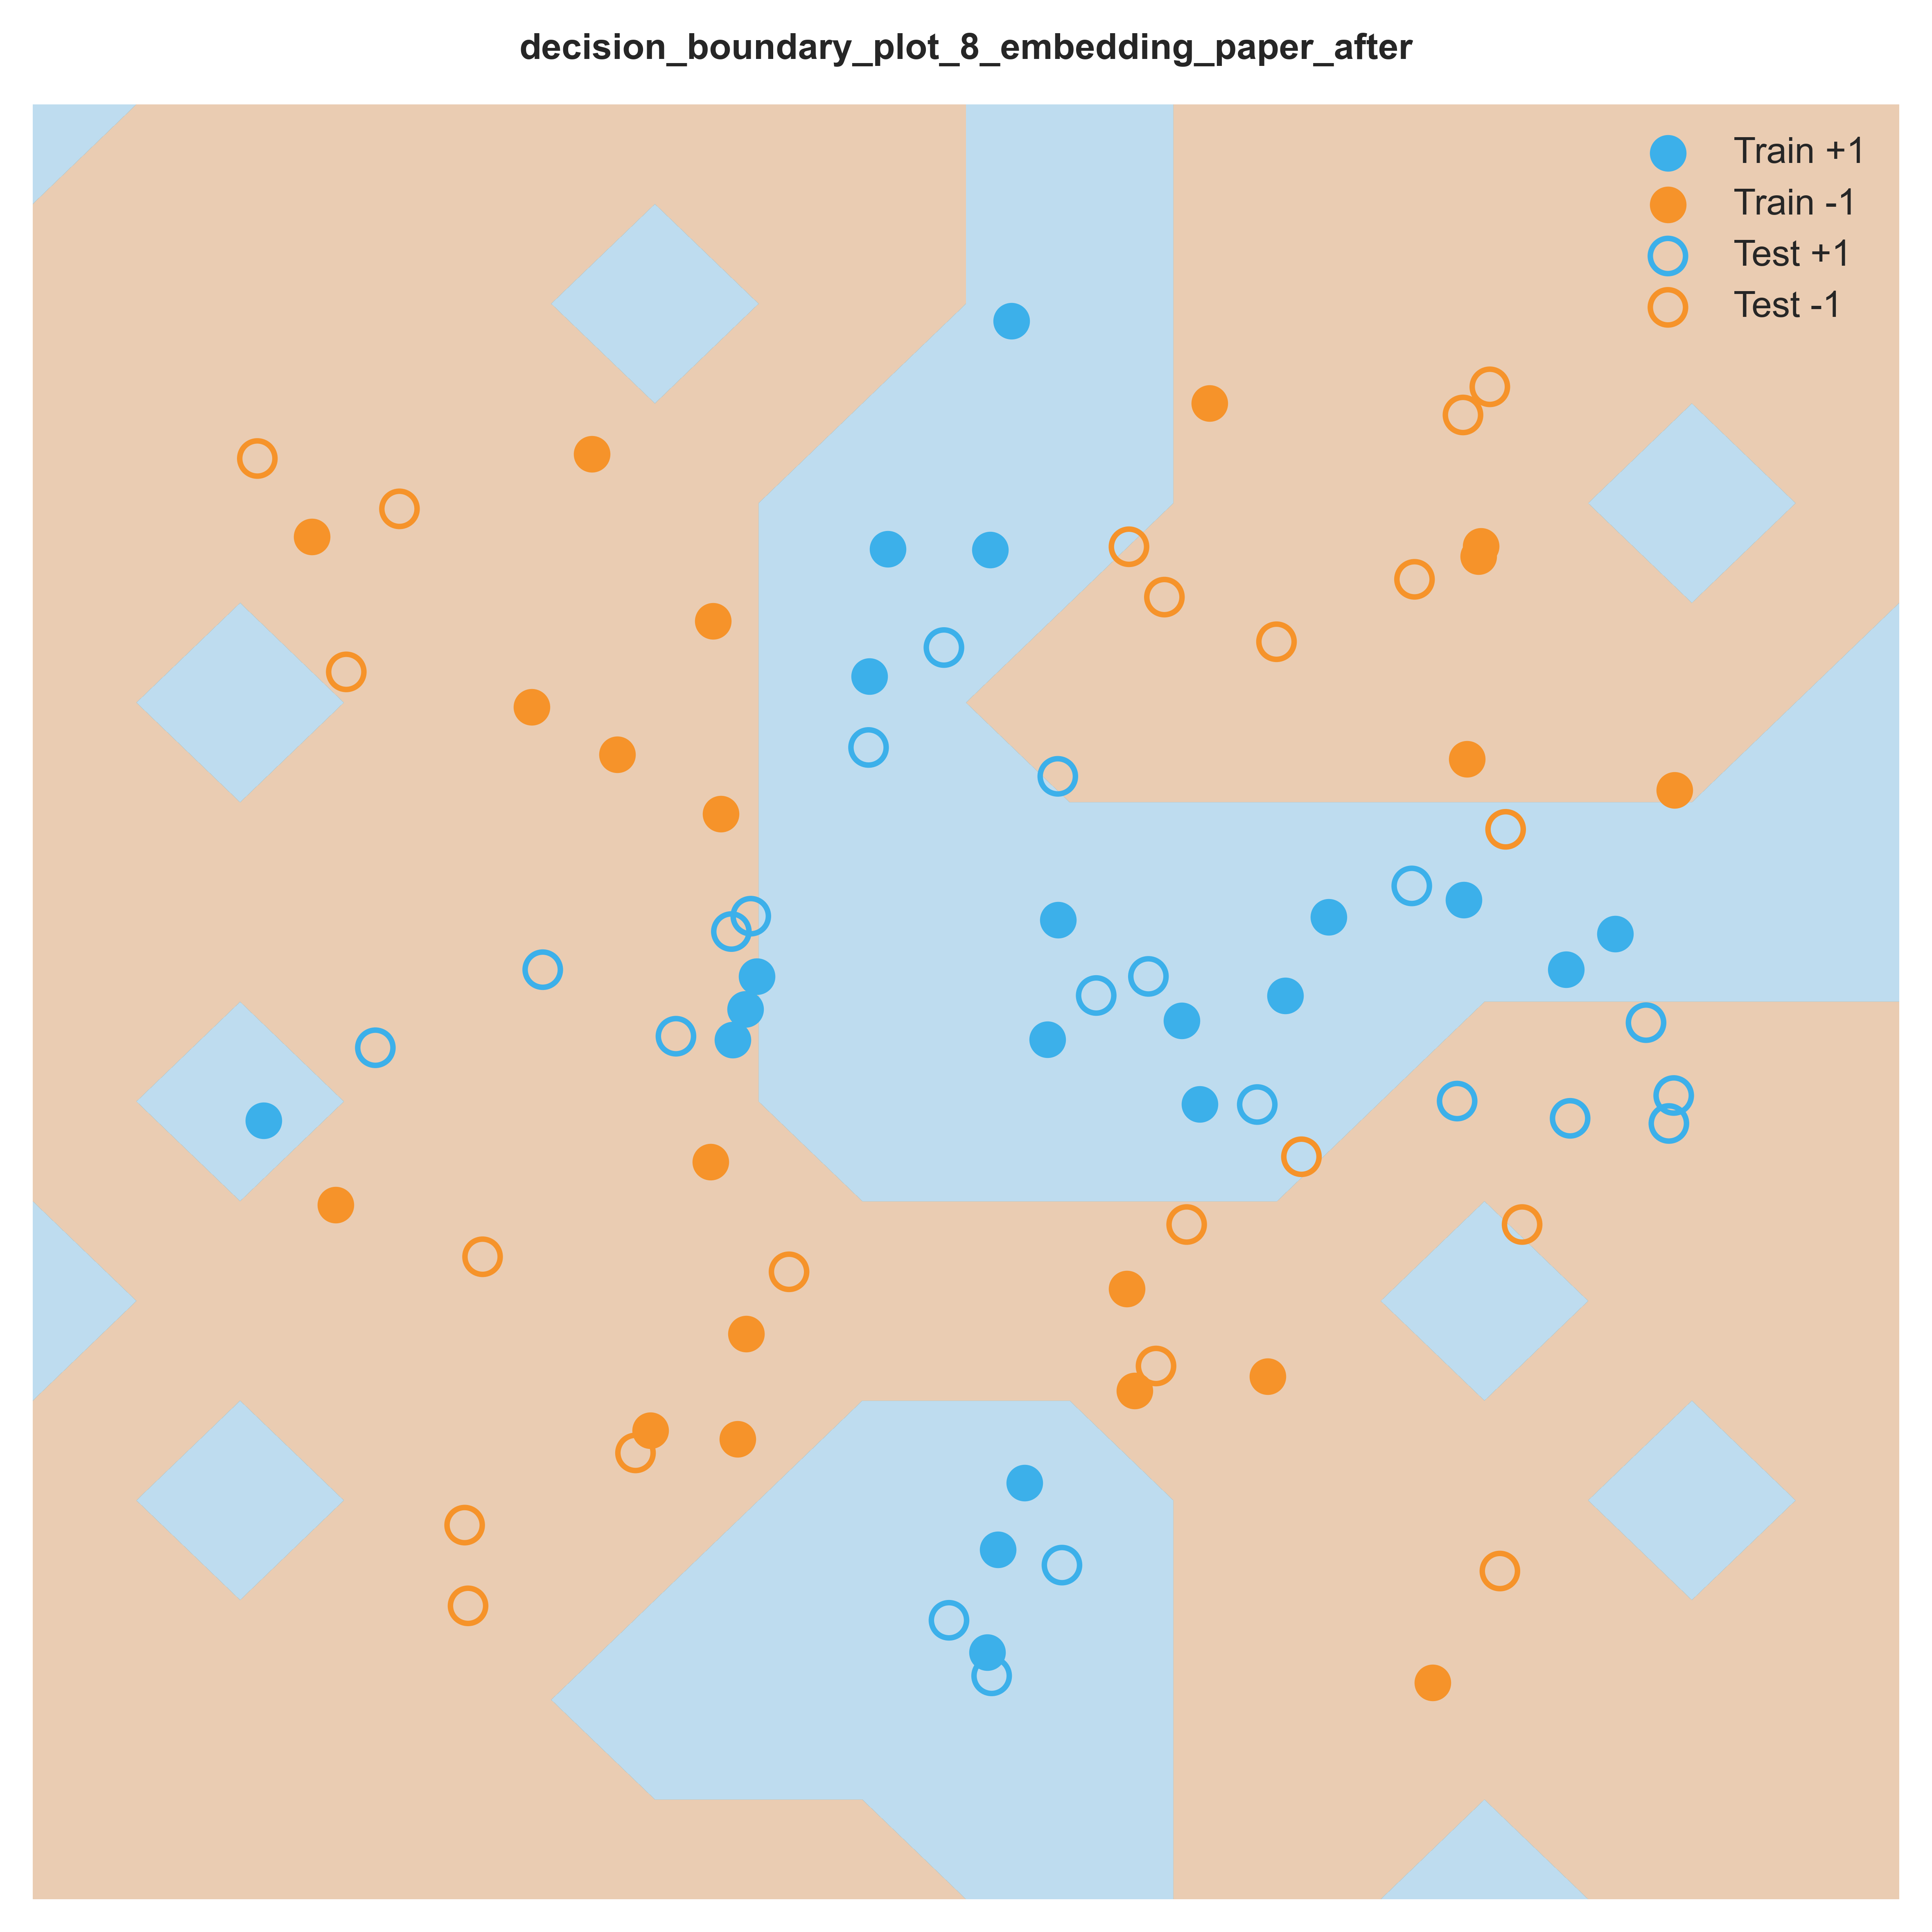 decision_boundary_plot_8_embedding_paper_after
Train +1
Train -1
Test +1
Test -1